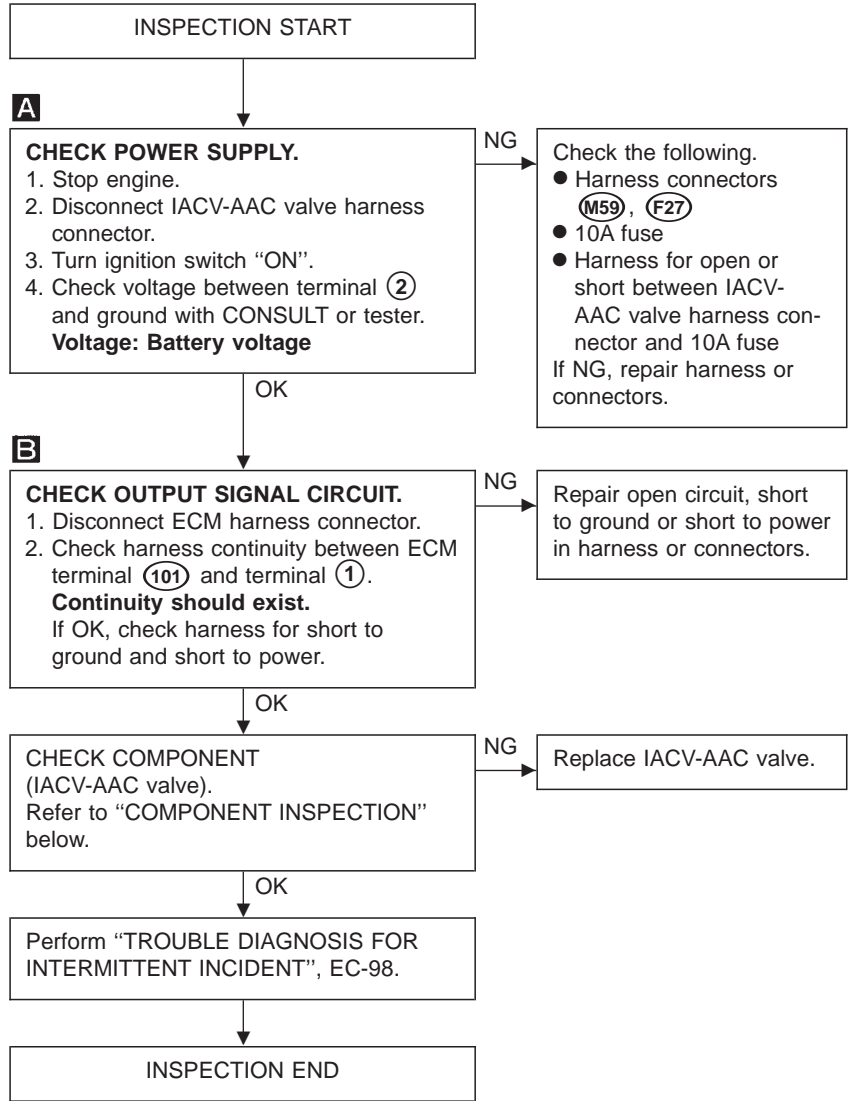 INSPECTION START
A
CHECK POWER SUPPLY.
1. Stop engine.
2. Disconnect IACV-AAC valve harness
connector.
3. Turn ignition switch ‘‘ON’’.
4. Check voltage between terminal ②
and ground with CONSULT or tester.
Voltage: Battery voltage
NG
Check the following.
● Harness connectors
M59 , F27
● 10A fuse
● Harness for open or
short between IACV-
AAC valve harness con-
nector and 10A fuse
If NG, repair harness or
connectors.
OK
B
CHECK OUTPUT SIGNAL CIRCUIT.
1. Disconnect ECM harness connector.
2. Check harness continuity between ECM
terminal 101 and terminal ①.
Continuity should exist.
If OK, check harness for short to
ground and short to power.
NG
Repair open circuit, short
to ground or short to power
in harness or connectors.
OK
CHECK COMPONENT
(IACV-AAC valve).
Refer to ‘‘COMPONENT INSPECTION’’
below.
NG
Replace IACV-AAC valve.
OK
Perform ‘‘TROUBLE DIAGNOSIS FOR
INTERMITTENT INCIDENT’’, EC-98.
INSPECTION END